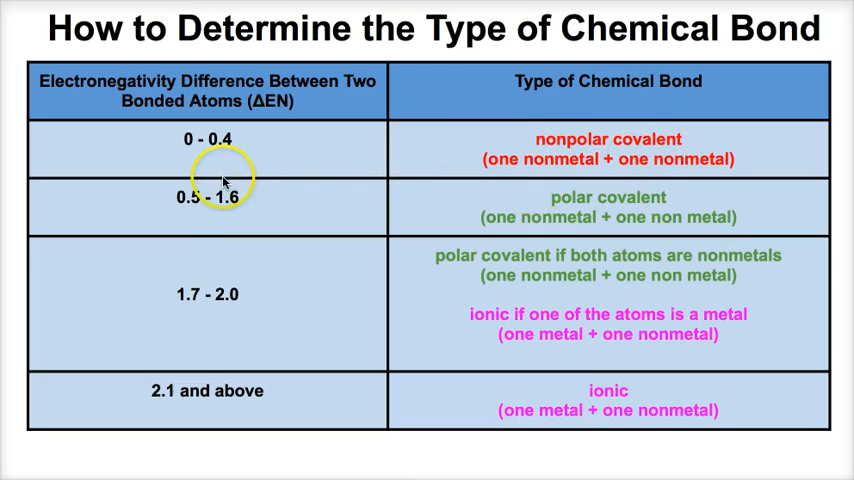 How to Determine the Type of Chemical Bond
Electronegativity Difference Between Two
Bonded Atoms (ΔEN)
Type of Chemical Bond
0 - 0.4
nonpolar covalent
(one nonmetal + one nonmetal)
0.5 - 1.6
polar covalent
(one nonmetal + one non metal)
1.7 - 2.0
polar covalent if both atoms are nonmetals
(one nonmetal + one non metal)
ionic if one of the atoms is a metal
(one metal + one nonmetal)
2.1 and above
ionic
(one metal + one nonmetal)